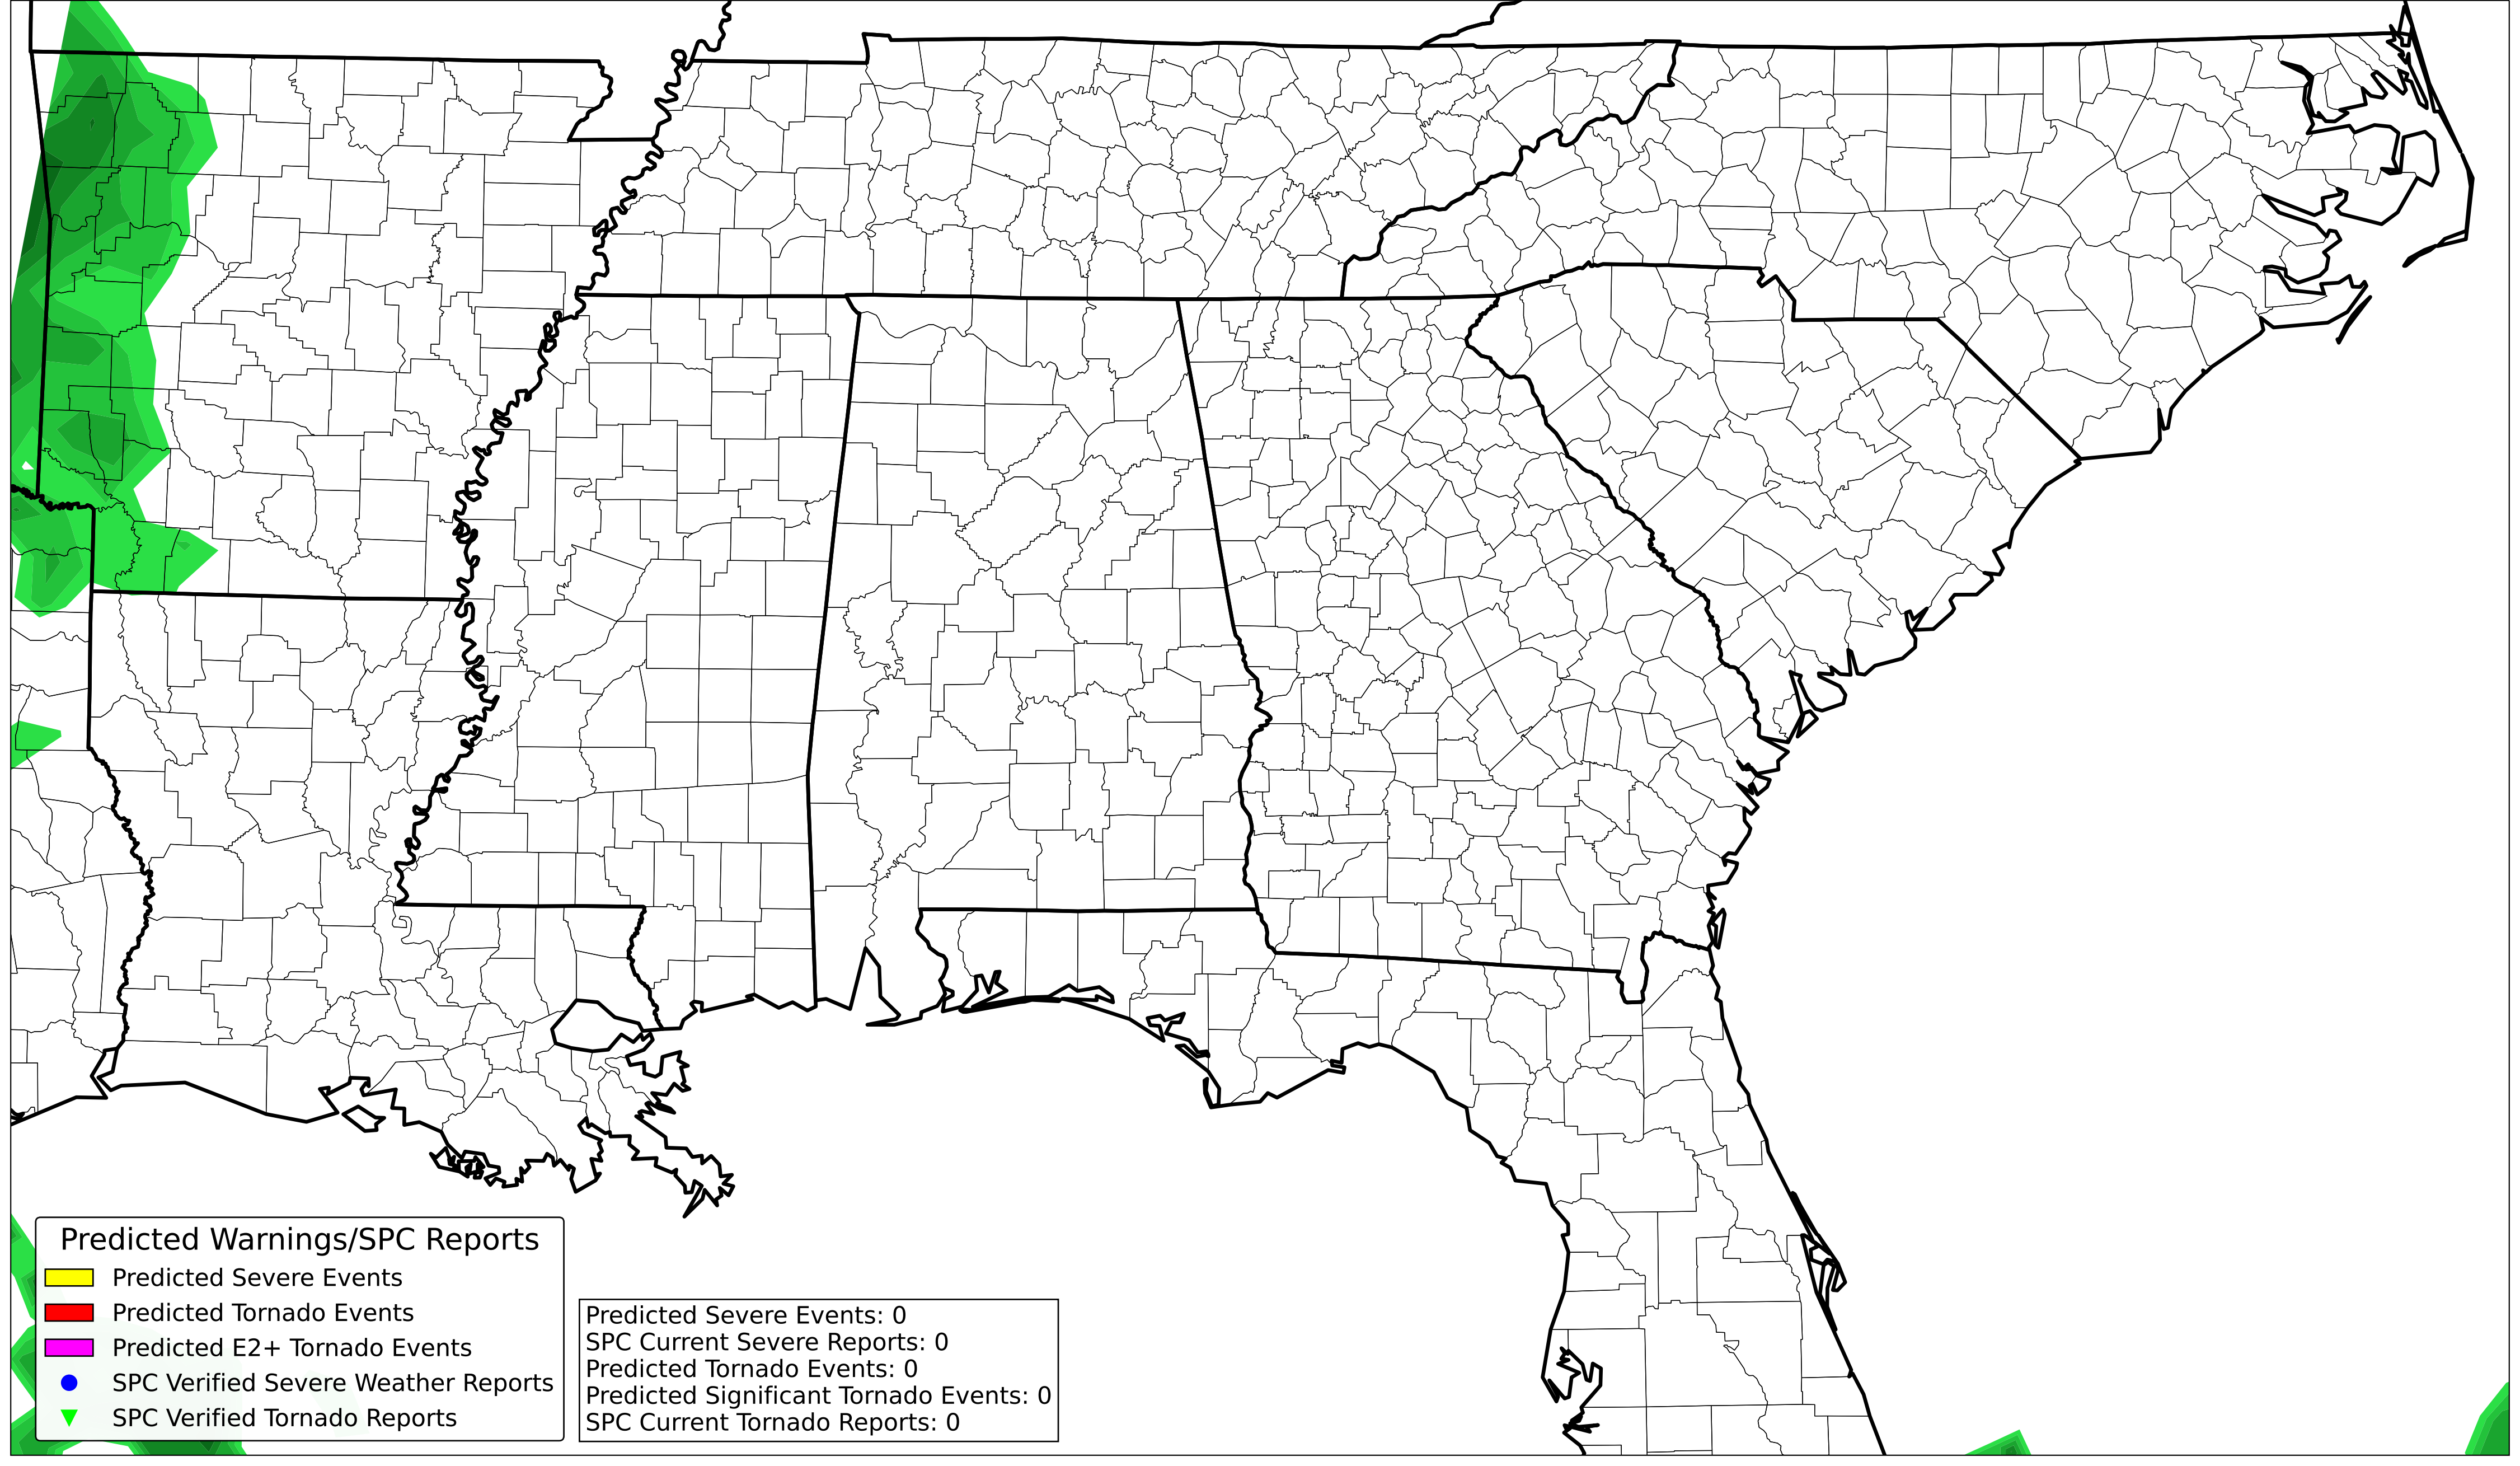 Predicted Warnings/SPC Reports
Predicted Severe Events
Predicted Tornado Events
Predicted E2+ Tornado Events
SPC Verified Severe Weather Reports
SPC Verified Tornado Reports
Predicted Severe Events: 0
SPC Current Severe Reports: 0
Predicted Tornado Events: 0
Predicted Significant Tornado Events: 0
SPC Current Tornado Reports: 0